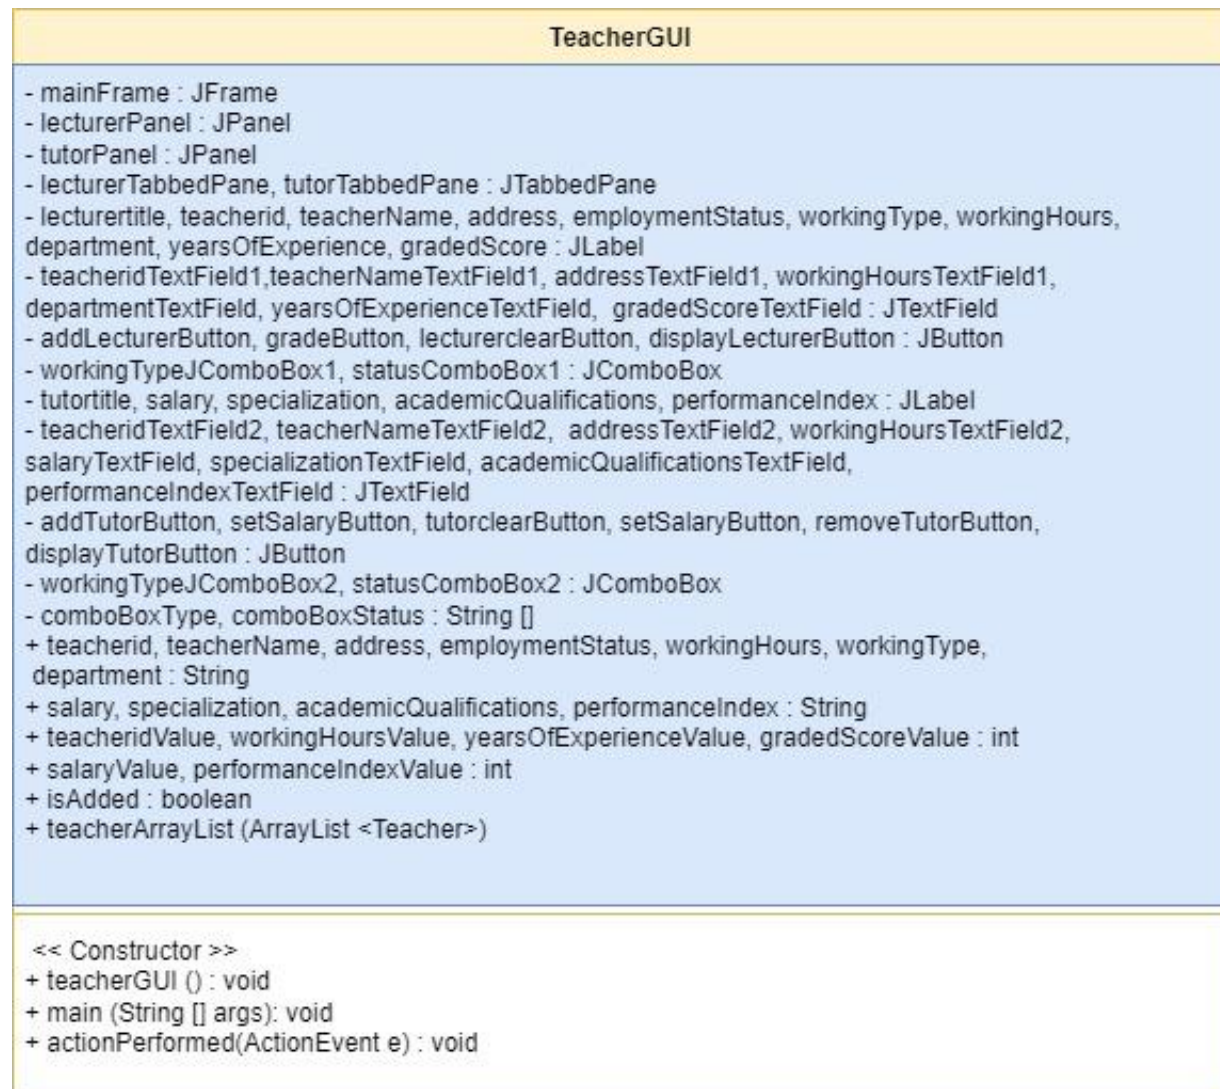 TeacherGUI
- mainFrame : JFrame
- lecturerPanel : JPanel
- tutorPanel : JPanel
- lecturerTabbedPane, tutorTabbedPane : JTabbedPane
- lecturertitle, teacherid, teacherName, address, employmentStatus, workingType, workingHours,
department, yearsOfExperience, gradedScore : JLabel
- teacheridTextField1,teacherNameTextField1, addressTextField1, workingHoursTextField1,
departmentTextField, yearsOfExperienceTextField,  gradedScoreTextField : JTextField
- addLecturerButton, gradeButton, lecturerclearButton, displayLecturerButton : JButton
- workingTypeJComboBox1, statusComboBox1 : JComboBox
- tutortitle, salary, specialization, academicQualifications, performanceIndex : JLabel
- teacheridTextField2, teacherNameTextField2,  addressTextField2, workingHoursTextField2,
salaryTextField, specializationTextField, academicQualificationsTextField,
performanceIndexTextField : JTextField
- addTutorButton, setSalaryButton, tutorclearButton, setSalaryButton, removeTutorButton,
displayTutorButton : JButton
- workingTypeJComboBox2, statusComboBox2 : JComboBox
- comboBoxType, comboBoxStatus : String []
+ teacherid, teacherName, address, employmentStatus, workingHours, workingType,
department : String
+ salary, specialization, academicQualifications, performanceIndex : String
+ teacheridValue, workingHoursValue, yearsOfExperienceValue, gradedScoreValue : int
+ salaryValue, performanceIndexValue : int
+ isAdded : boolean
+ teacherArrayList (ArrayList <Teacher>)
<< Constructor >>
+ teacherGUI () : void
+ main (String [] args): void
+ actionPerformed(ActionEvent e) : void